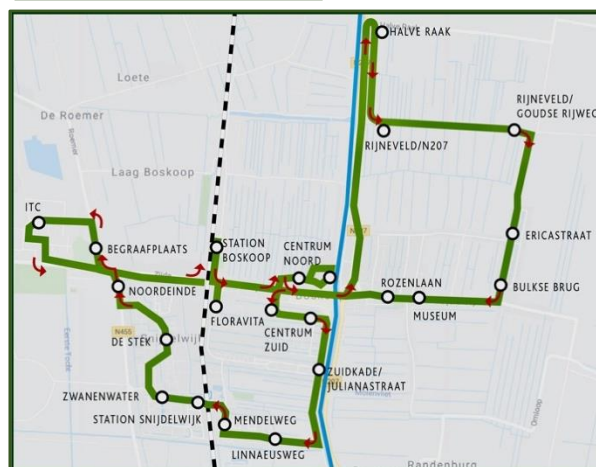 HALVE RAAK
Loete
De Roemer
RIJNEVELD/
GOUDSE RIJWEG
RIJNEVELD/N207
Laag Boskoop
ITC
BEGRAAFPLAATS
STATION
BOSKOOP
CENTRUM
NOORD
ERICASTRAAT
NOORDEINDE
FLORAVITA
CENTRUM
ZUID
ROZENLAAN
MUSEUM
BULKSE BRUG
N455
DE STEK
ZUIDKADE/
JULIANASTRAAT
ZWANENWATER
STATION SNIJDELWIJK
MENDELWEG
LINNAEUSWEG
Randenburg